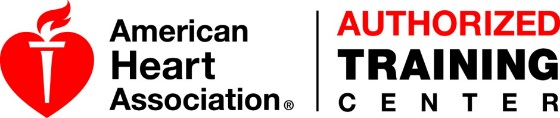 American
Heart
Association®
AUTHORIZED
TRAINING
CENTER